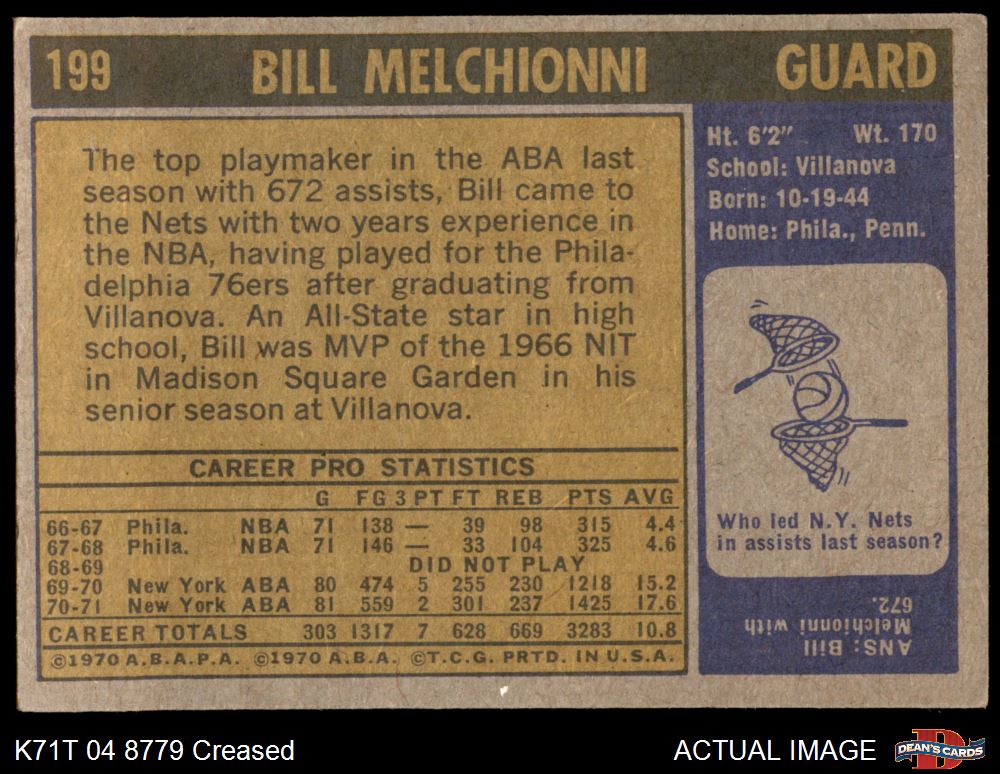 199 BILL MELCHIONNI GUARD
The top playmaker in the ABA last
season with 672 assists, Bill came to
the Nets with two years experience in
the NBA, having played for the Phila-
delphia 76ers after graduating from
Villanova. An All-State star in high
school, Bill was MVP of the 1966 NIT
in Madison Square Garden in his
senior season at Villanova.
CAREER PRO STATISTICS
G FG 3 PT FT REB PTS AVG
66-67 Phila. NBA 71 138 — 39 98 315 4.4
67-68 Phila. NBA 71 146 — 33 104 325 4.6
68-69 DID NOT PLAY
69-70 New York ABA 80 474 5 255 230 1218 15.2
70-71 New York ABA 81 559 2 301 237 1425 17.6
CAREER TOTALS 303 1317 7 628 669 3283 10.8
©1970 A.B.A.P.A. ©1970 A.B.A. ©T.C.G. PRTD. IN U.S.A.
Ht. 6'2" Wt. 170
School: Villanova
Born: 10-19-44
Home: Phila., Penn.
Who led N.Y. Nets
in assists last season?
ANS: Bill
Melchionni with
672.
K71T 04 8779 Creased
ACTUAL IMAGE
D
DEAN'S CARDS